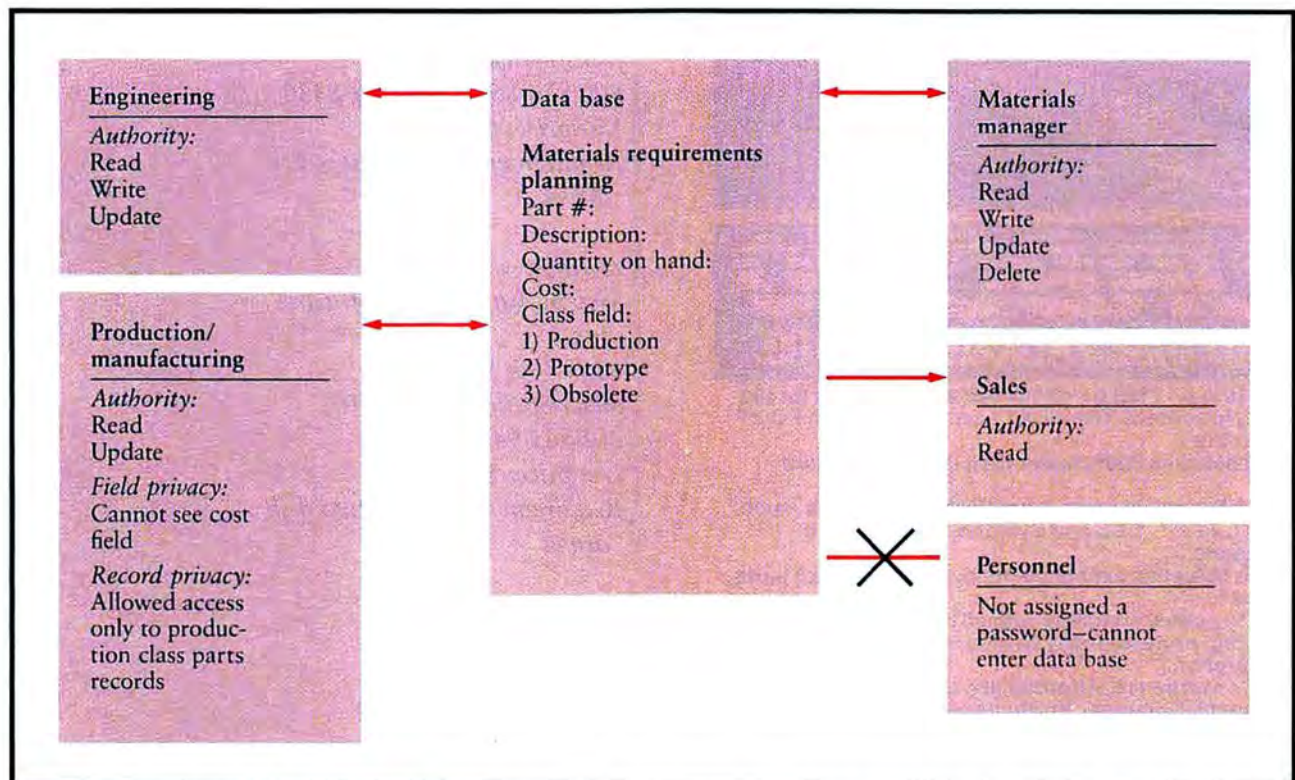 Engineering
Authority:
Read
Write
Update
Production/
manufacturing
Authority:
Read
Update
Field privacy:
Cannot see cost
field
Record privacy:
Allowed access
only to produc-
tion class parts
records
Data base
Materials requirements
planning
Part #:
Description:
Quantity on hand:
Cost:
Class field:
1) Production
2) Prototype
3) Obsolete
Materials
manager
Authority:
Read
Write
Update
Delete
Sales
Authority:
Read
Personnel
Not assigned a
password–cannot
enter data base